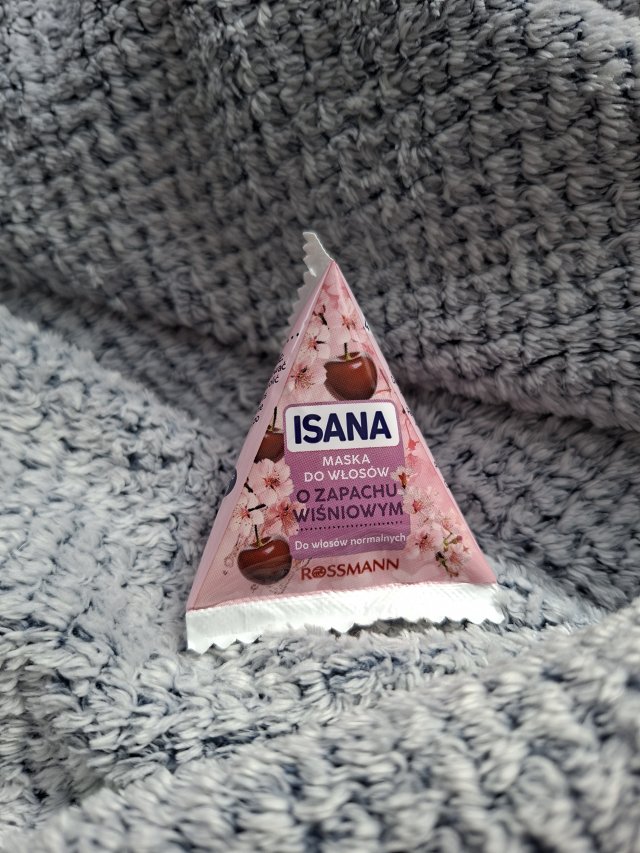 ISANA
MASKA
DO WŁOSÓW
O ZAPACHU
WIŚNIOWYM
Do włosów normalnych
ROSSMANN